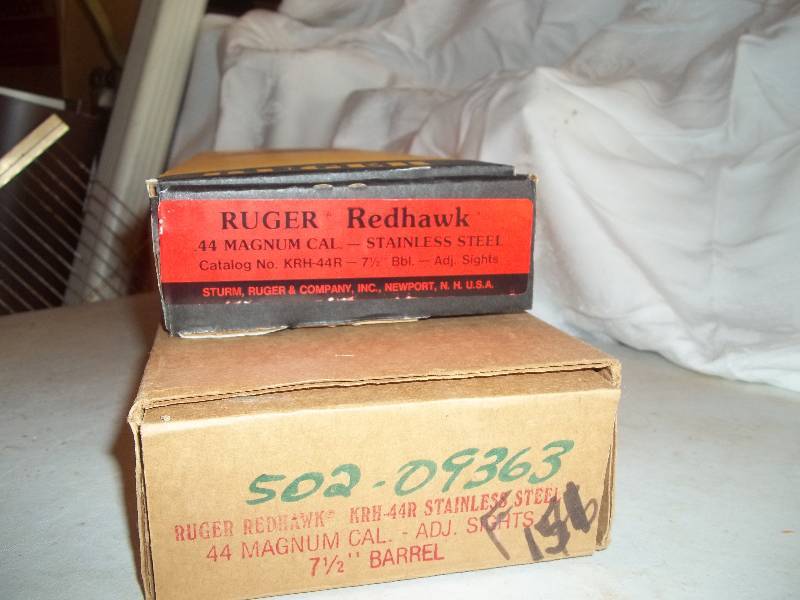 RUGER® Redhawk
.44 MAGNUM CAL. — STAINLESS STEEL
Catalog No. KRH-44R — 7½" Bbl. — Adj. Sights
STURM, RUGER & COMPANY, INC., NEWPORT, N. H. U.S.A.
502-09363
RUGER REDHAWK® KRH-44R STAINLESS STEEL
44 MAGNUM CAL. - ADJ. SIGHTS
7½" BARREL